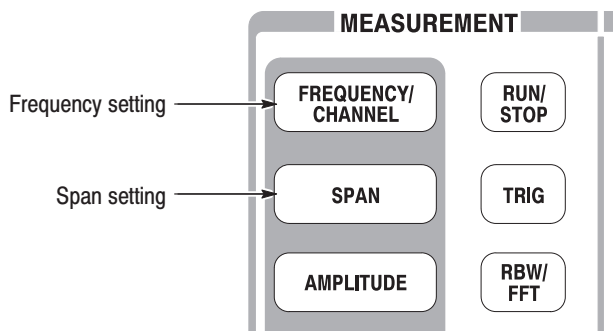 MEASUREMENT
Frequency setting
FREQUENCY/
CHANNEL
RUN/
STOP
Span setting
SPAN
TRIG
AMPLITUDE
RBW/
FFT